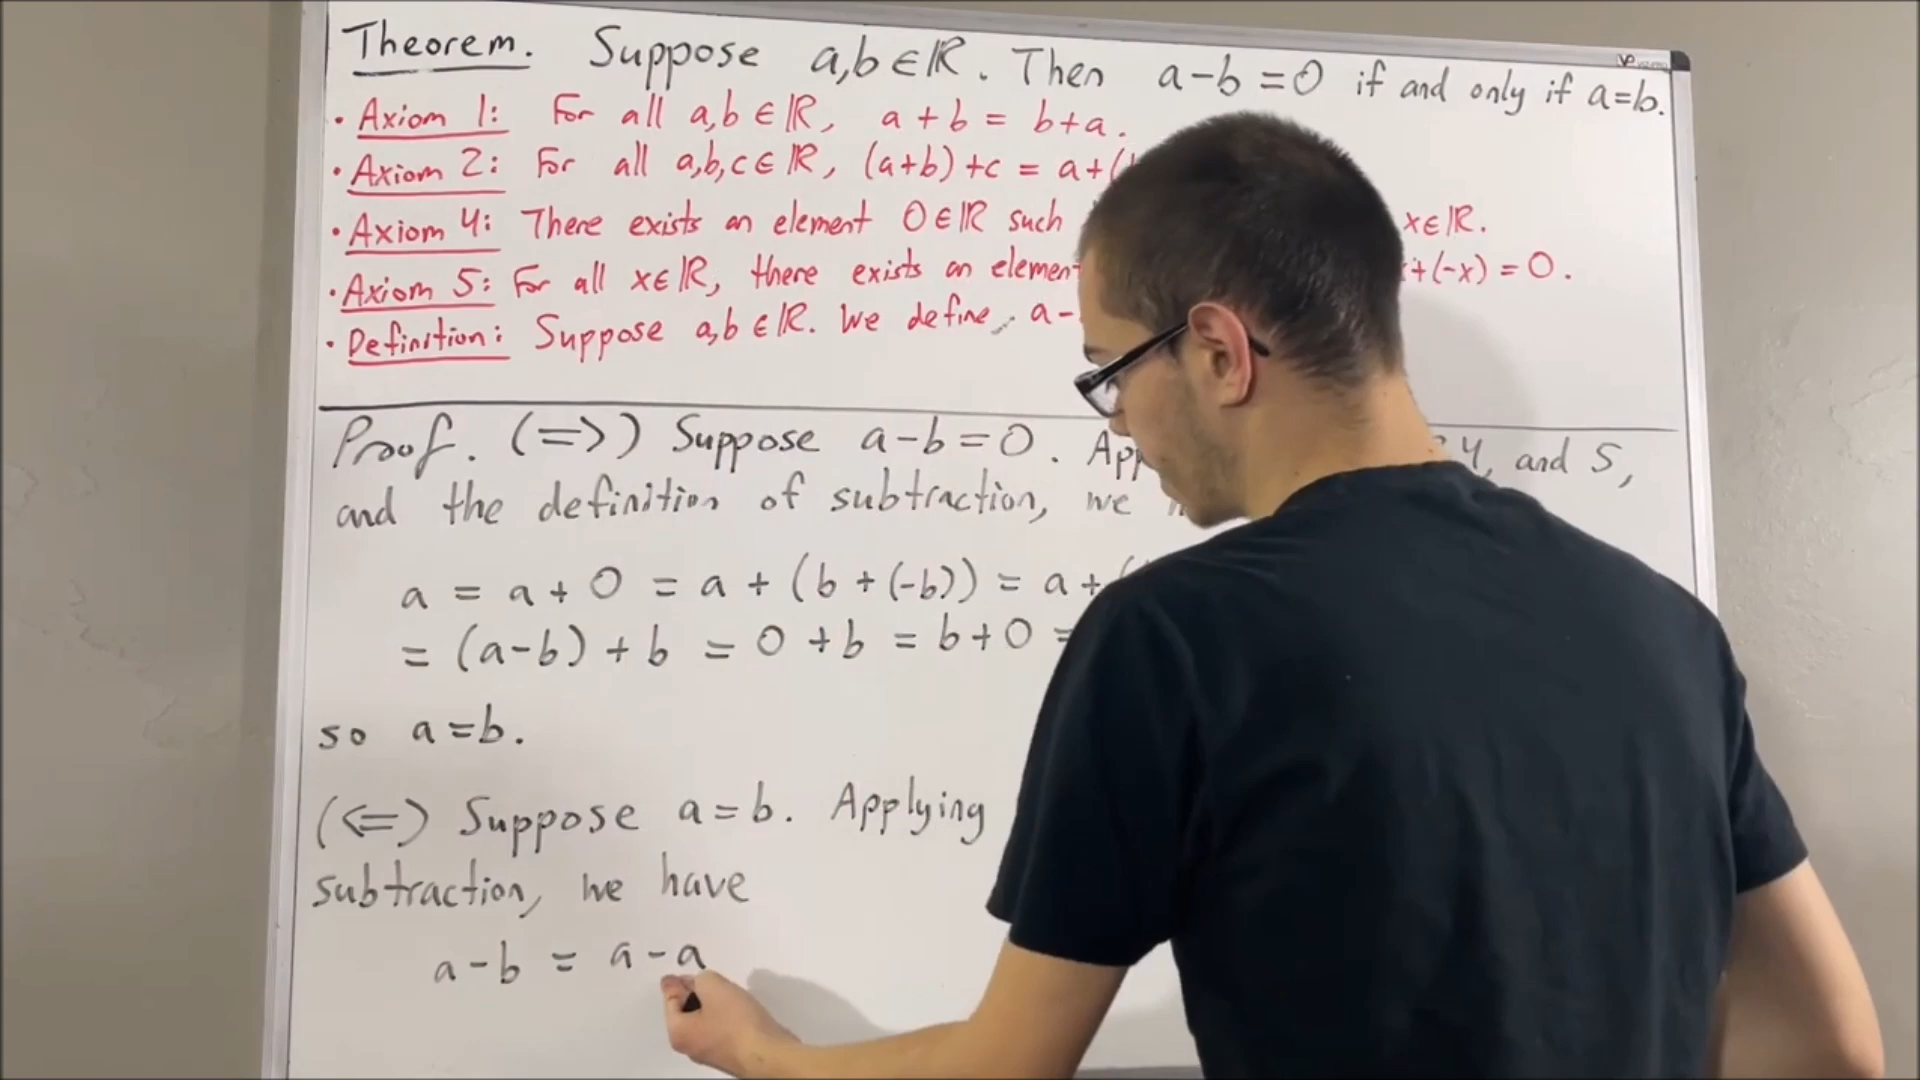 Theorem. Suppose a,b∈ℝ. Then a-b=0 if and only if a=b.
• Axiom 1: For all a,b∈ℝ, a+b = b+a.
• Axiom 2: For all a,b,c∈ℝ, (a+b)+c = a+(
• Axiom 4: There exists an element 0∈ℝ such x∈ℝ.
• Axiom 5: For all x∈ℝ, there exists an element +(-x) = 0.
• Definition: Suppose a,b∈ℝ. We define a-
Proof. (=>) Suppose a-b=0. 4, and 5,
and the definition of subtraction, we
a = a+0 = a+(b+(-b)) = a+(
= (a-b)+b = 0+b = b+0 =
so a=b.
(<=) Suppose a=b. Applying
subtraction, we have
a-b = a-a